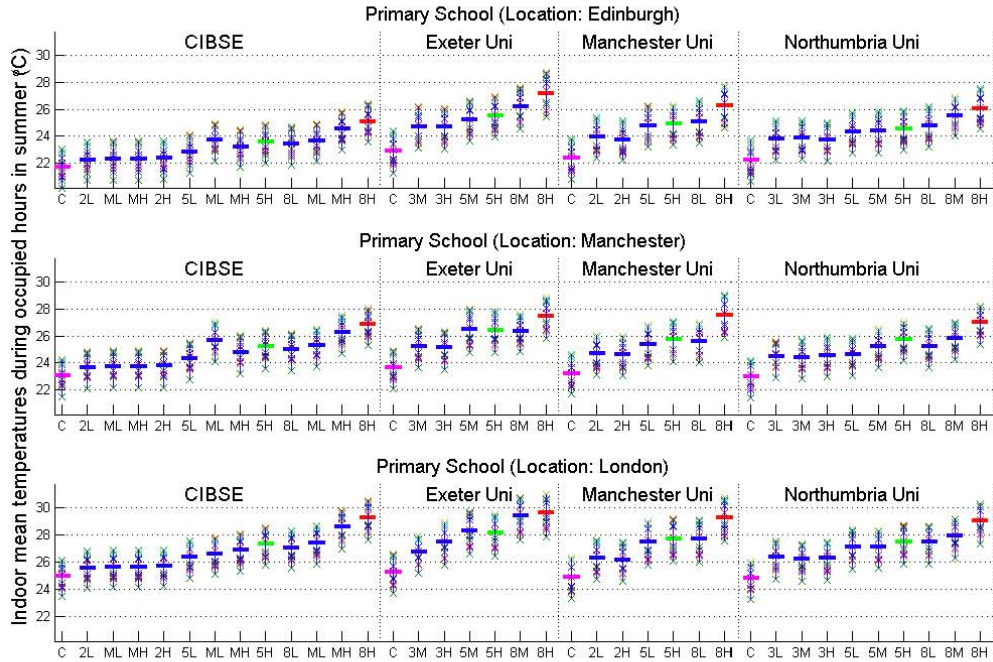 Primary School (Location: Edinburgh)
CIBSE Exeter Uni Manchester Uni Northumbria Uni
30
28
26
24
22
C 2L ML MH 2H 5L ML MH 5H 8L ML MH 8H C 3M 3H 5M 5H 8M 8H C 2L 2H 5L 5H 8L 8H C 3L 3M 3H 5L 5M 5H 8L 8M 8H
Primary School (Location: Manchester)
CIBSE Exeter Uni Manchester Uni Northumbria Uni
30
28
26
24
22
C 2L ML MH 2H 5L ML MH 5H 8L ML MH 8H C 3M 3H 5M 5H 8M 8H C 2L 2H 5L 5H 8L 8H C 3L 3M 3H 5L 5M 5H 8L 8M 8H
Primary School (Location: London)
CIBSE Exeter Uni Manchester Uni Northumbria Uni
30
28
26
24
22
C 2L ML MH 2H 5L ML MH 5H 8L ML MH 8H C 3M 3H 5M 5H 8M 8H C 2L 2H 5L 5H 8L 8H C 3L 3M 3H 5L 5M 5H 8L 8M 8H
Indoor mean temperatures during occupied hours in summer (ºC)